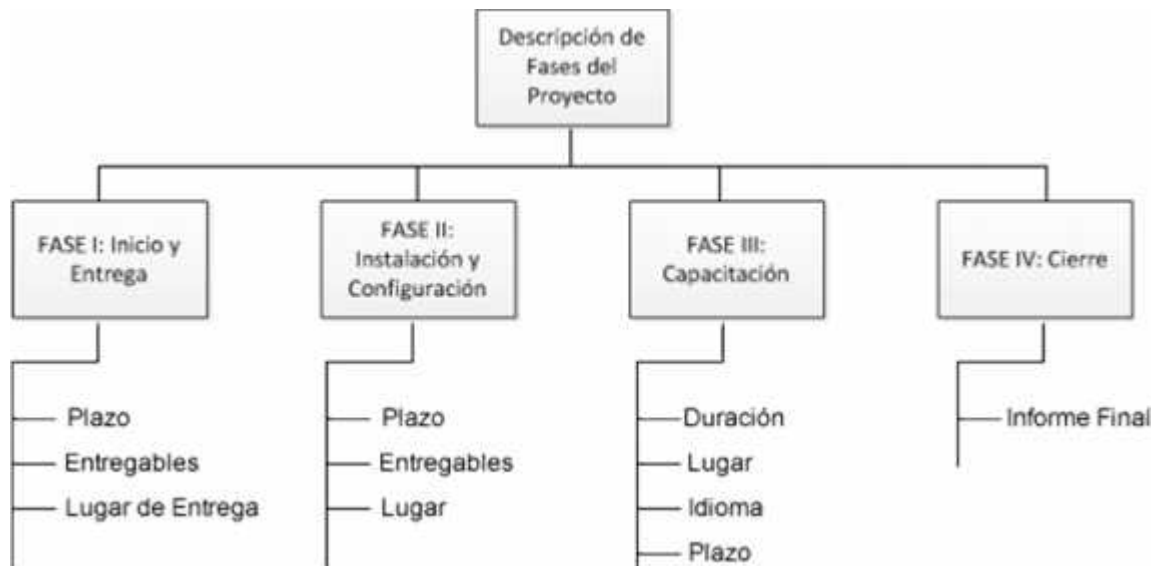 Descripción de
Fases del
Proyecto
FASE I: Inicio y
Entrega
FASE II:
Instalación y
Configuración
FASE III:
Capacitación
FASE IV: Cierre
Plazo
Entregables
Lugar de Entrega
Plazo
Entregables
Lugar
Duración
Lugar
Idioma
Plazo
Informe Final